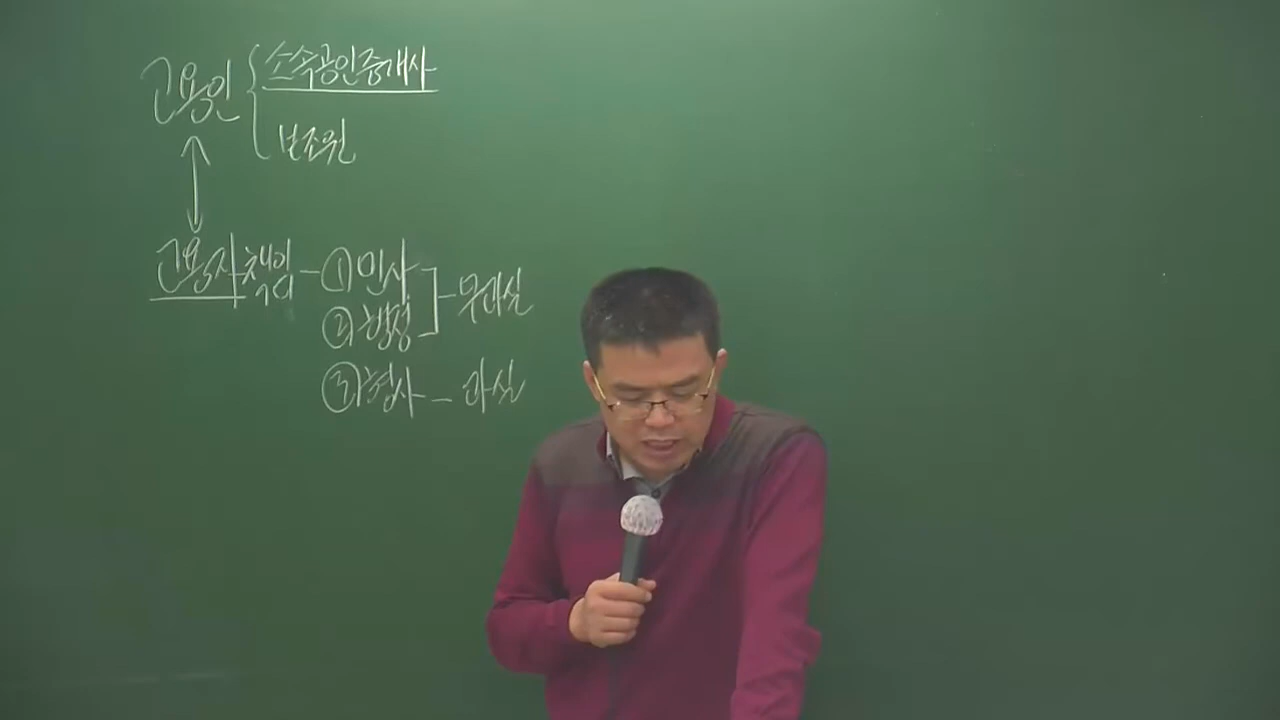 고용인 { 소속공인중개사
보조원
고용자책임 - ① 민사
② 행정 ] - 무과실
③ 형사 - 과실